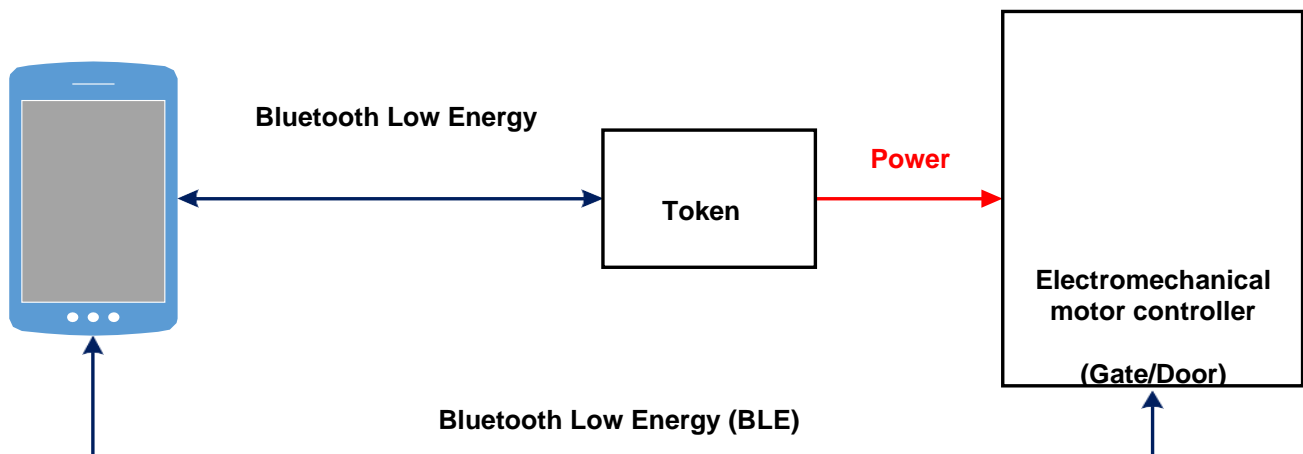 Bluetooth Low Energy
Power
Token
Electromechanical
motor controller
(Gate/Door)
Bluetooth Low Energy (BLE)